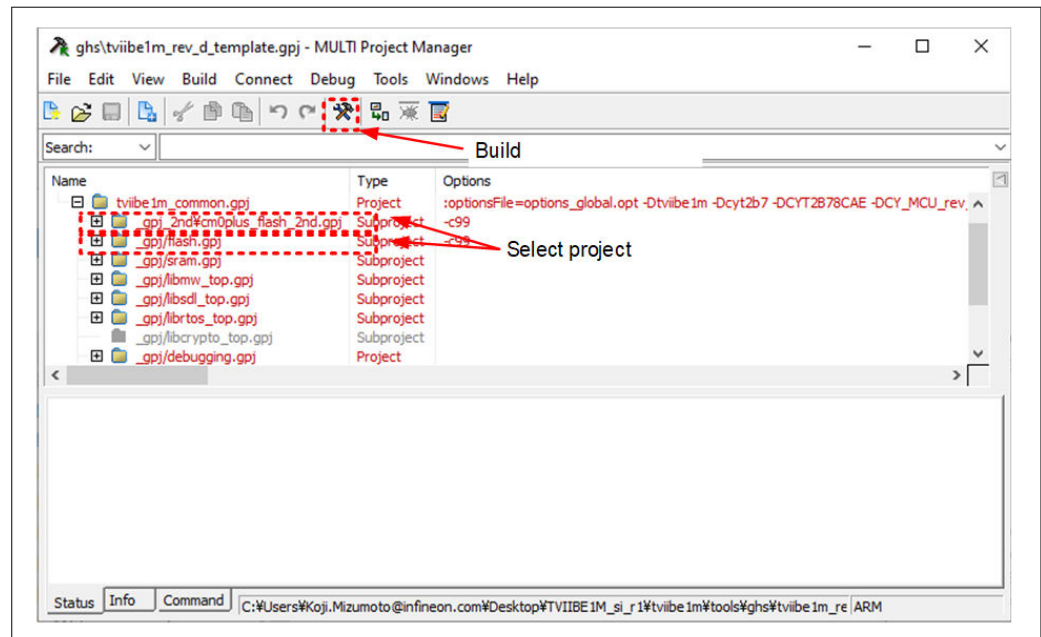 ghs\tviibe1m_rev_d_template.gpj - MULTI Project Manager
File Edit View Build Connect Debug Tools Windows Help
Search:
Build
Name Type Options
tviibe1m_common.gpj Project :optionsFile=options_global.opt -Dtviibe1m -Dcyt2b7 -DCYT2B78CAE -DCY_MCU_rev_
_gpj_2nd¥cm0plus_flash_2nd.gpj Subproject -c99
_gpj/flash.gpj Subproject -c99
Select project
_gpj/sram.gpj Subproject
_gpj/libmw_top.gpj Subproject
_gpj/libsdl_top.gpj Subproject
_gpj/librtos_top.gpj Subproject
_gpj/libcrypto_top.gpj Subproject
_gpj/debugging.gpj Project
Status Info Command C:¥Users¥Koji.Mizumoto@infineon.com¥Desktop¥TVIIBE1M_si_r1¥tviibe1m¥tools¥ghs¥tviibe1m_re ARM